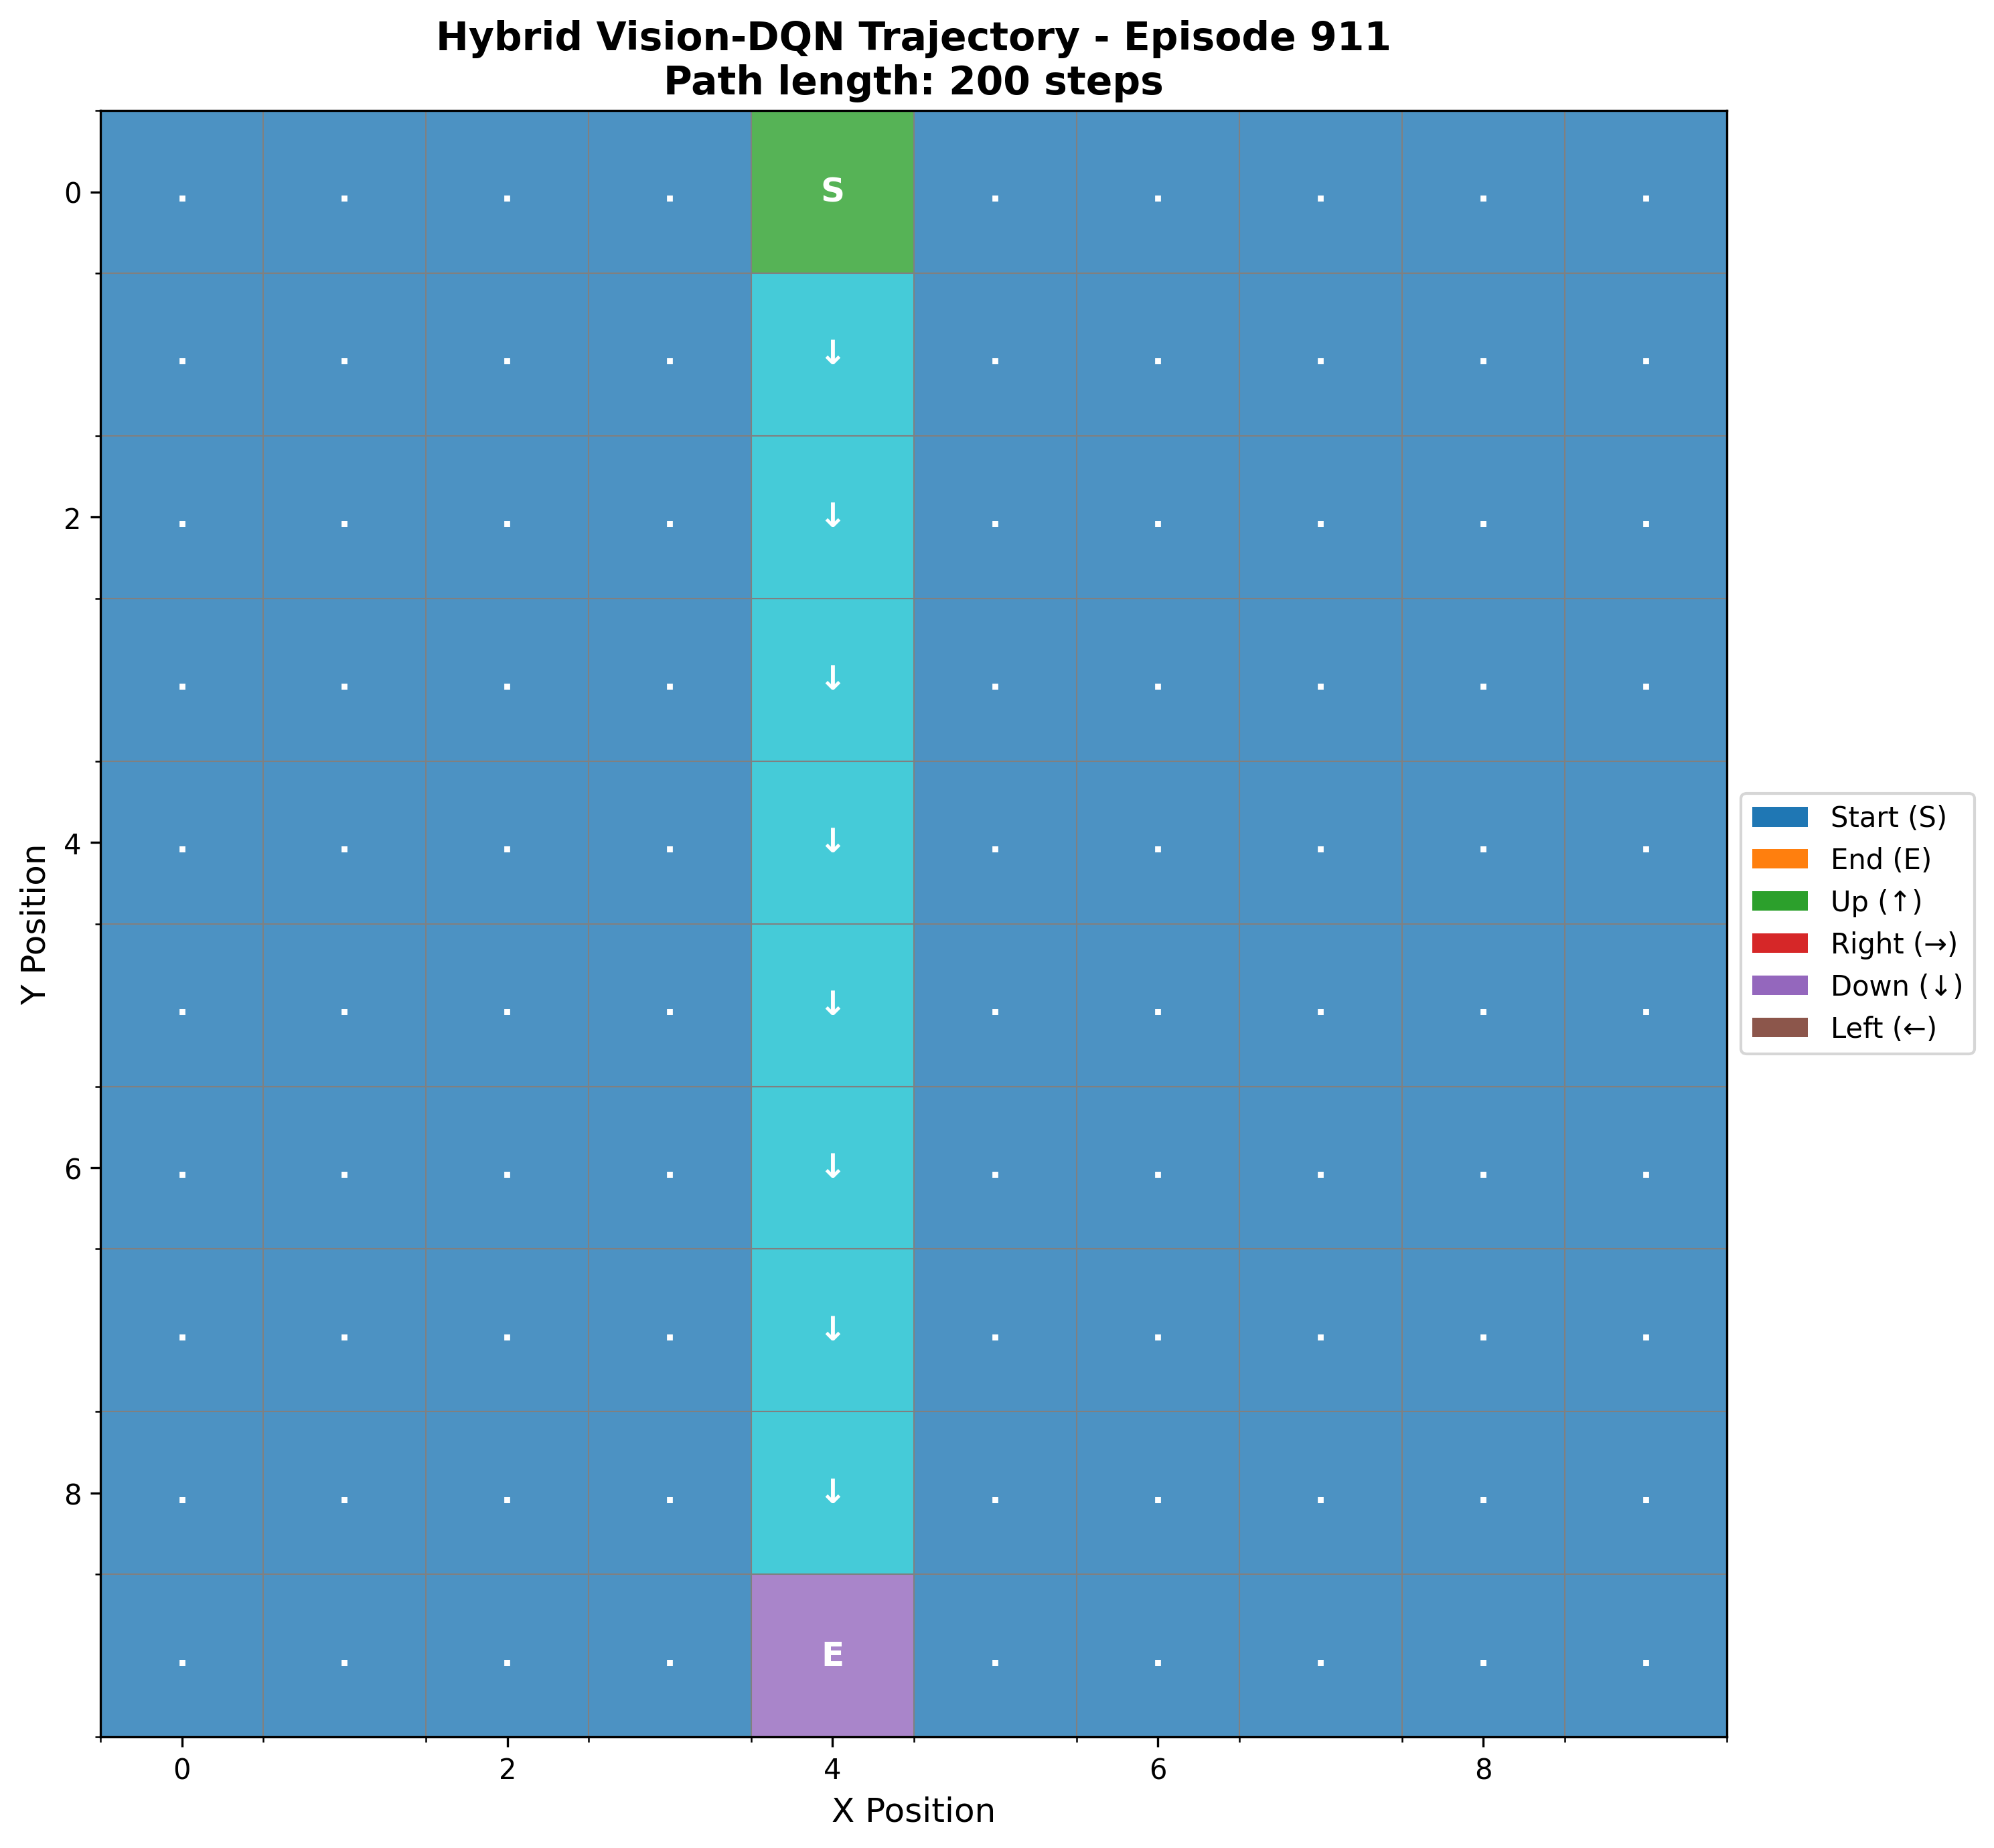 Hybrid Vision-DQN Trajectory - Episode 911
Path length: 200 steps
0 . . . . S . . . . .
. . . . ↓ . . . . .
2 . . . . ↓ . . . . .
. . . . ↓ . . . . .
4 . . . . ↓ . . . . .
. . . . ↓ . . . . .
6 . . . . ↓ . . . . .
. . . . ↓ . . . . .
8 . . . . ↓ . . . . .
. . . . E . . . . .
0 2 4 6 8
X Position
Y Position
Start (S)
End (E)
Up (↑)
Right (→)
Down (↓)
Left (←)